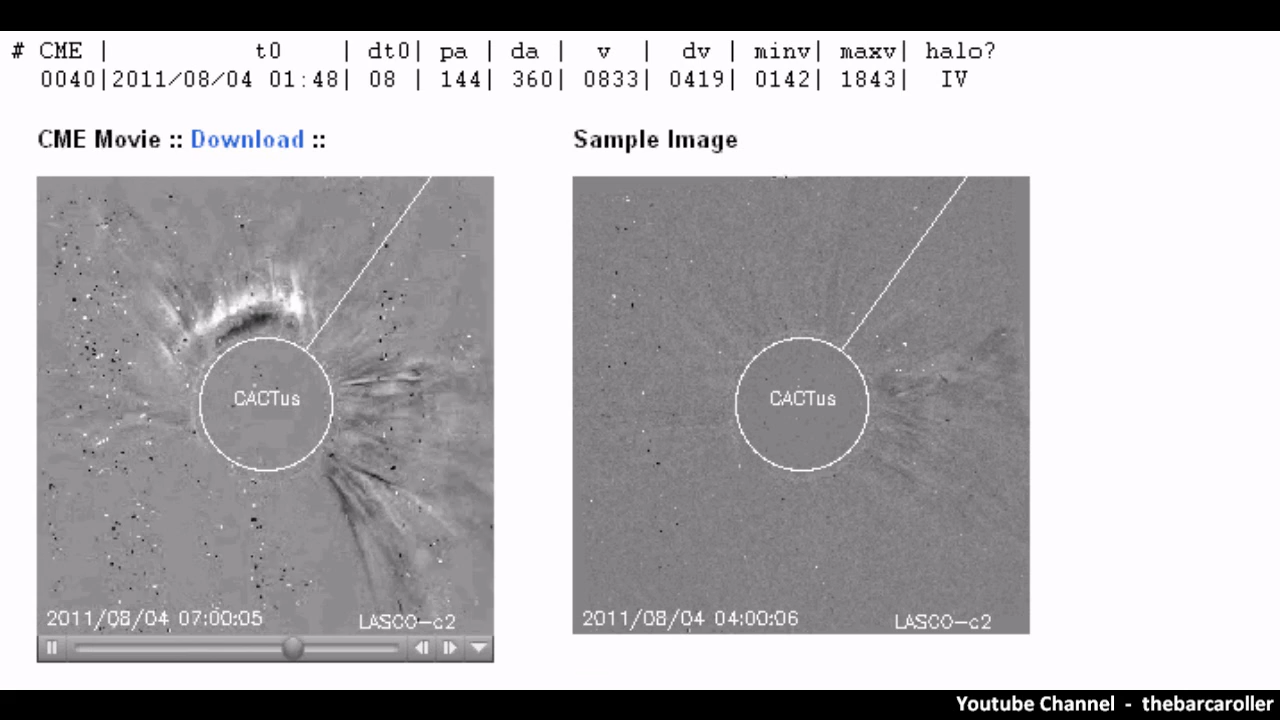 # CME | t0 | dt0| pa | da | v | dv | minv| maxv| halo?
0040|2011/08/04 01:48| 08 | 144| 360| 0833| 0419| 0142| 1843| IV
CME Movie :: Download ::
Sample Image
CACTus
CACTus
2011/08/04 07:00:05
LASCO-c2
2011/08/04 04:00:06
LASCO-c2
Youtube Channel - thebarcaroller